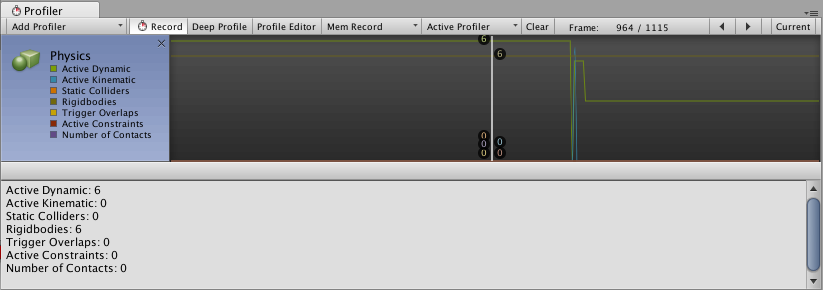 Profiler
Add Profiler Record Deep Profile Profile Editor Mem Record Active Profiler Clear Frame: 964 / 1115 Current
Physics
Active Dynamic
Active Kinematic
Static Colliders
Rigidbodies
Trigger Overlaps
Active Constraints
Number of Contacts
6
6
0
0
0
0
0
Active Dynamic: 6
Active Kinematic: 0
Static Colliders: 0
Rigidbodies: 6
Trigger Overlaps: 0
Active Constraints: 0
Number of Contacts: 0